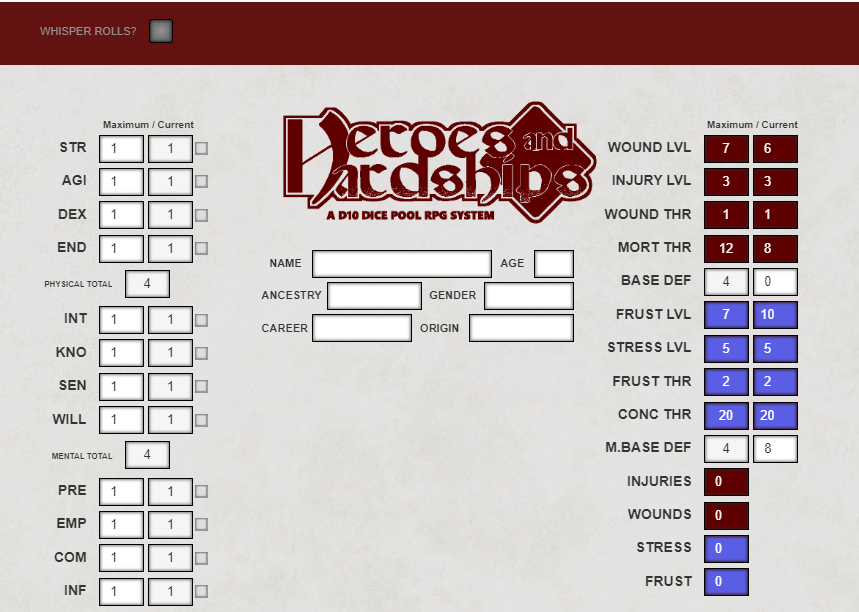 WHISPER ROLLS?
Heroes and
Hardships
A D10 DICE POOL RPG SYSTEM
Maximum / Current
STR 1 1
AGI 1 1
DEX 1 1
END 1 1
PHYSICAL TOTAL 4
INT 1 1
KNO 1 1
SEN 1 1
WILL 1 1
MENTAL TOTAL 4
PRE 1 1
EMP 1 1
COM 1 1
INF 1 1
NAME AGE
ANCESTRY GENDER
CAREER ORIGIN
Maximum / Current
WOUND LVL 7 6
INJURY LVL 3 3
WOUND THR 1 1
MORT THR 12 8
BASE DEF 4 0
FRUST LVL 7 10
STRESS LVL 5 5
FRUST THR 2 2
CONC THR 20 20
M.BASE DEF 4 8
INJURIES 0
WOUNDS 0
STRESS 0
FRUST 0